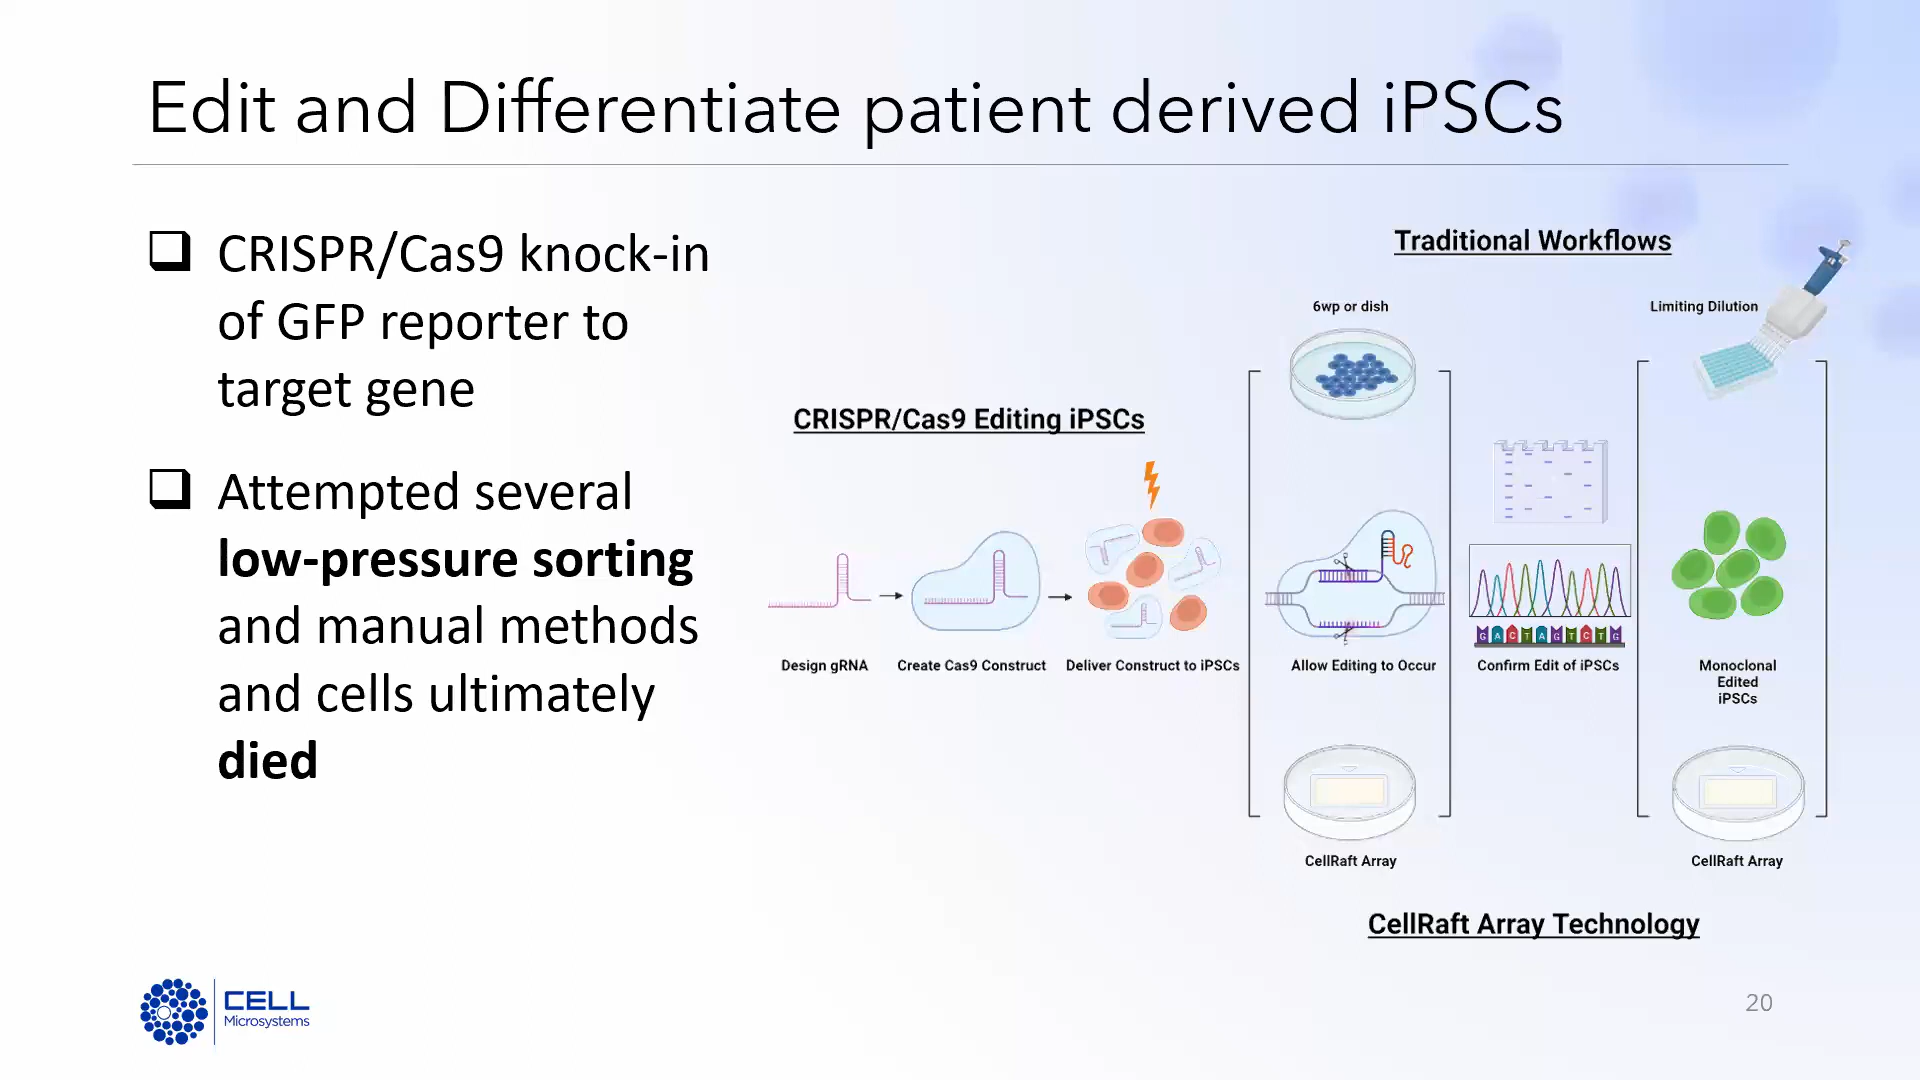 Edit and Differentiate patient derived iPSCs
❑ CRISPR/Cas9 knock-in
of GFP reporter to
target gene
❑ Attempted several
low-pressure sorting
and manual methods
and cells ultimately
died
Traditional Workflows
6wp or dish
Limiting Dilution
CRISPR/Cas9 Editing iPSCs
G A C T A G T C T G
Design gRNA
Create Cas9 Construct
Deliver Construct to iPSCs
Allow Editing to Occur
Confirm Edit of iPSCs
Monoclonal
Edited
iPSCs
CellRaft Array
CellRaft Array
CellRaft Array Technology
CELL
Microsystems
20